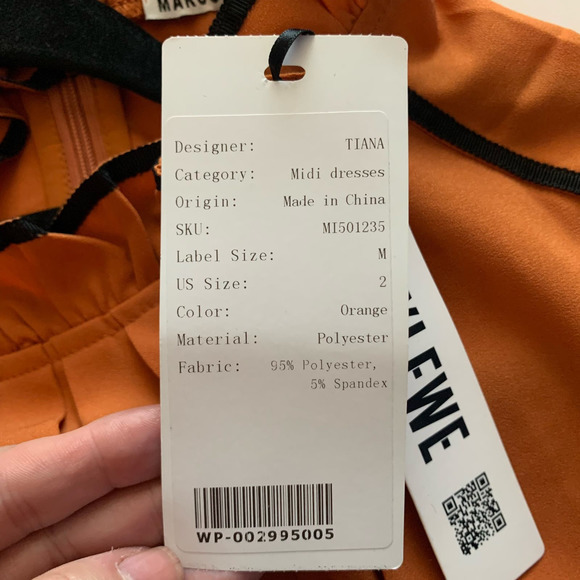 Designer: TIANA
Category: Midi dresses
Origin: Made in China
SKU: MI501235
Label Size: M
US Size: 2
Color: Orange
Material: Polyester
Fabric: 95% Polyester,
5% Spandex
WP-002995005